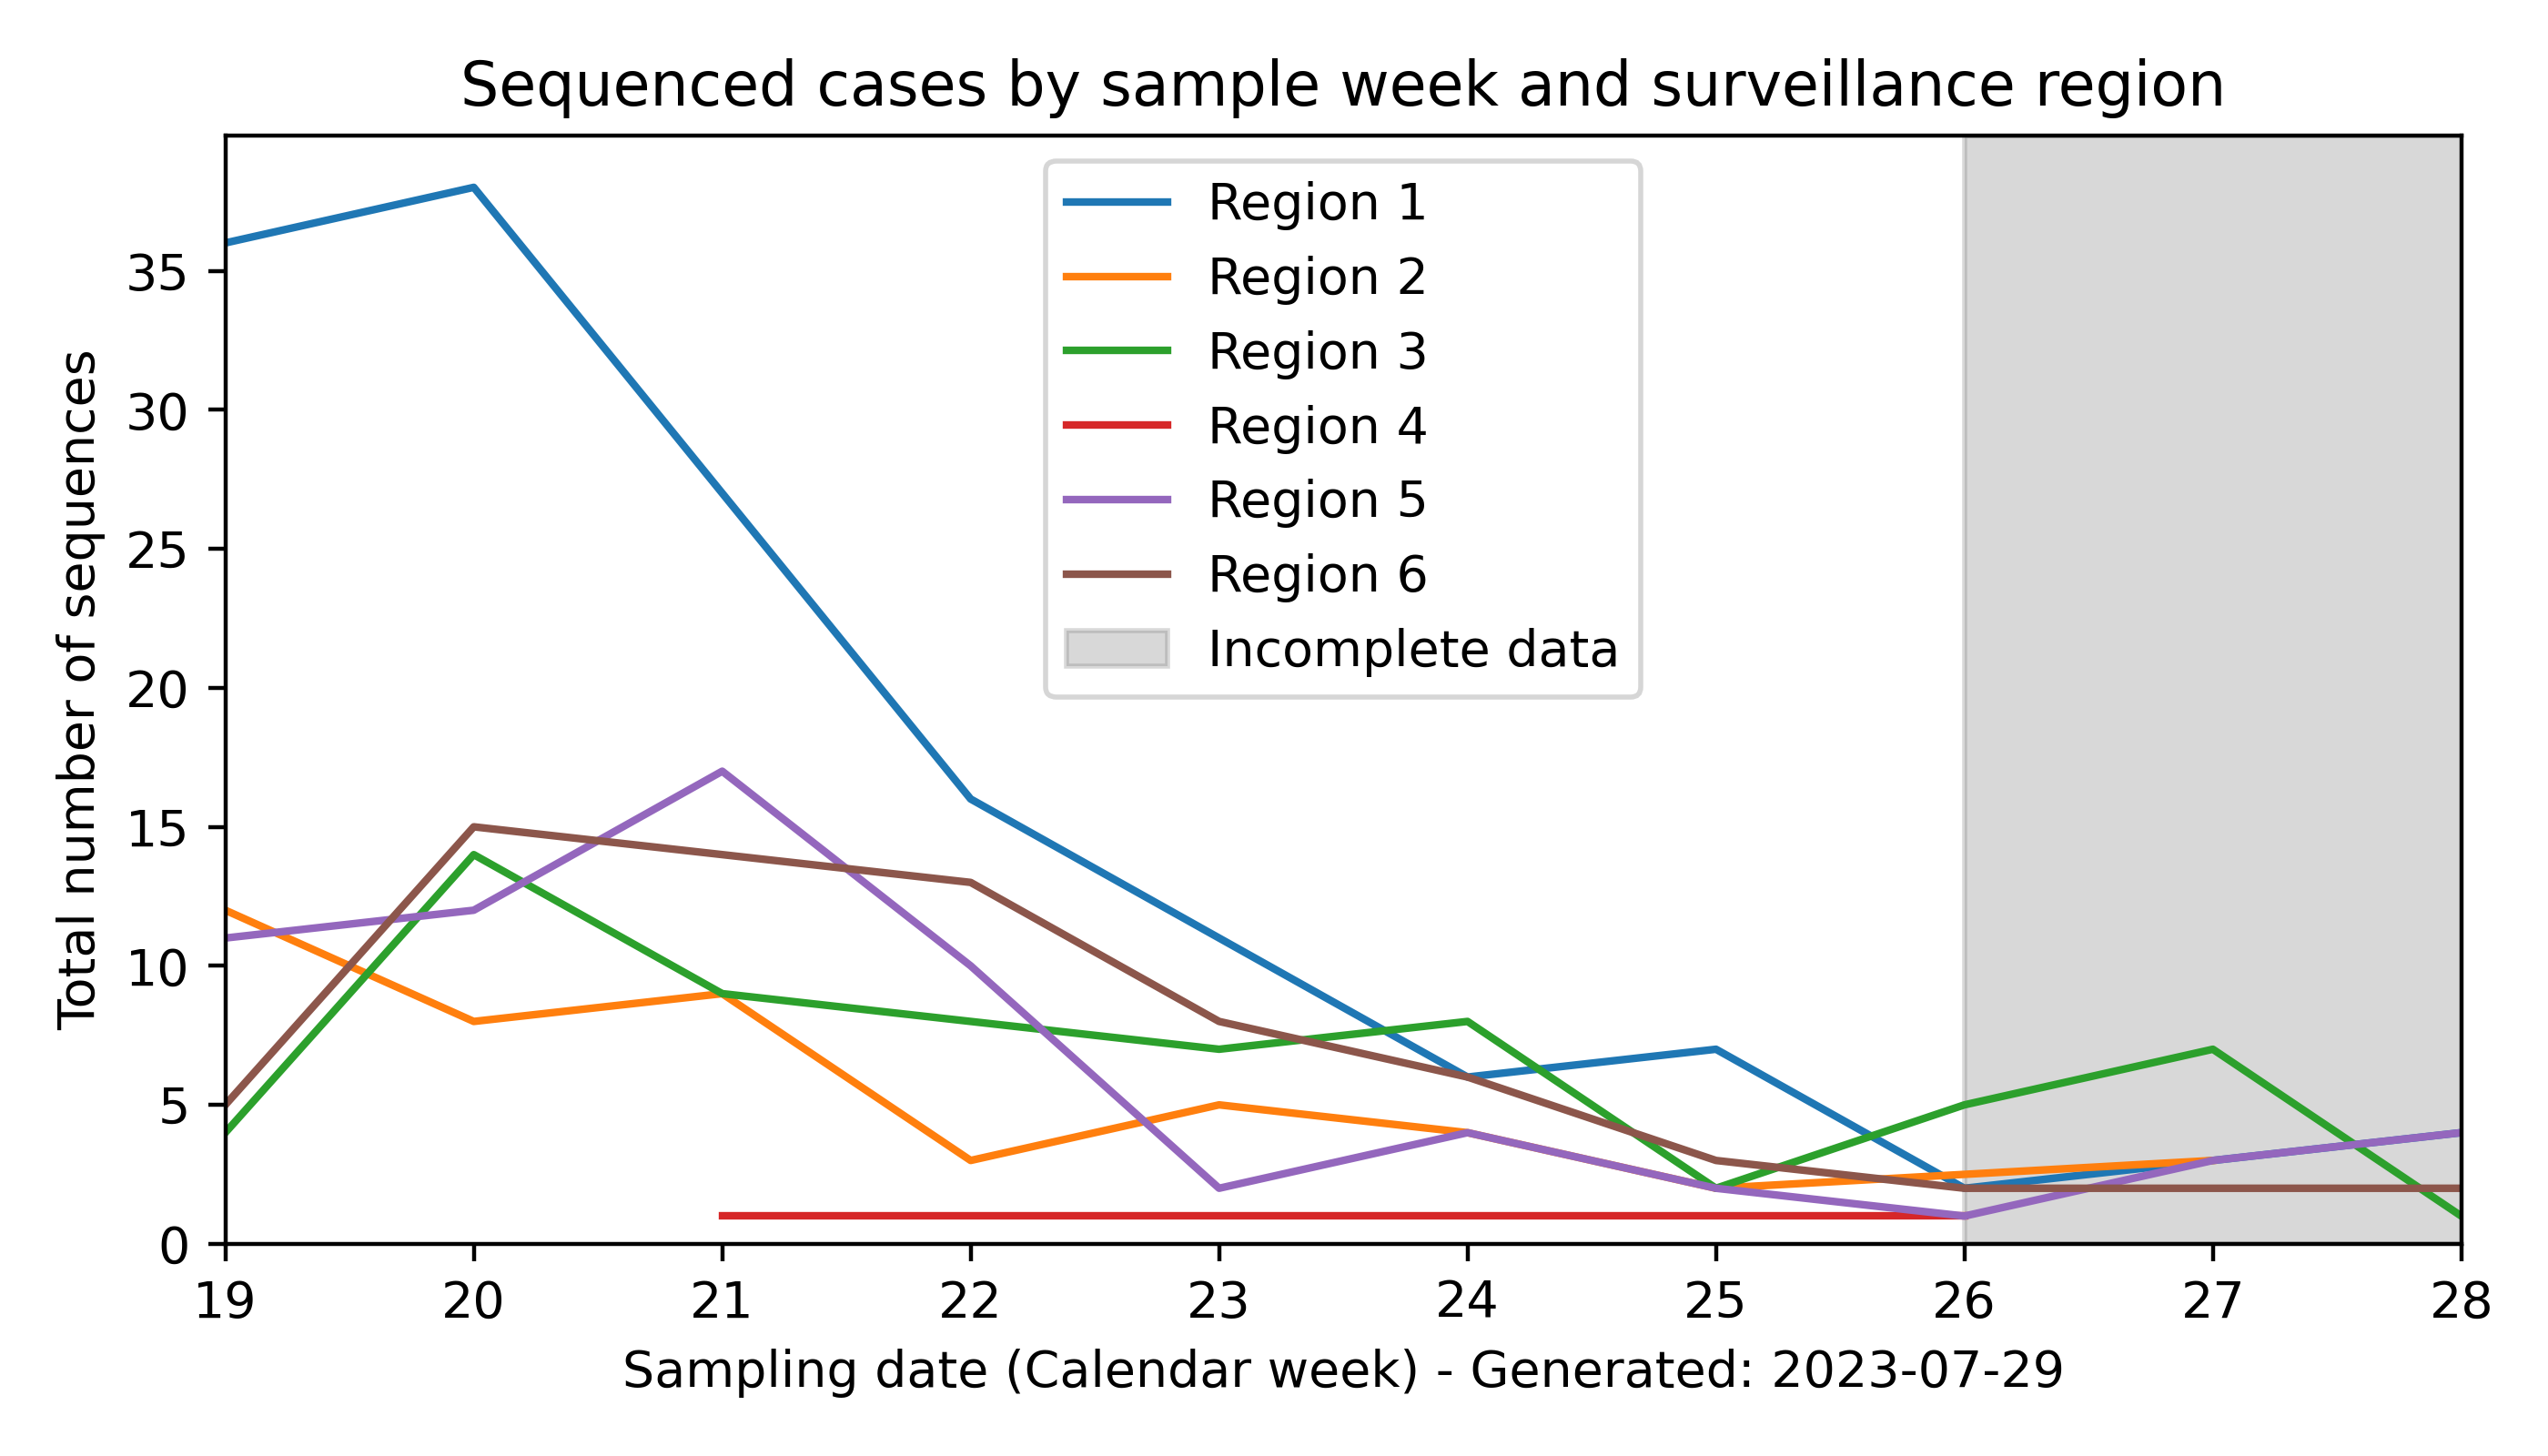 Sequenced cases by sample week and surveillance region
Total number of sequences
35
30
25
20
15
10
5
0
Region 1
Region 2
Region 3
Region 4
Region 5
Region 6
Incomplete data
19 20 21 22 23 24 25 26 27 28
Sampling date (Calendar week) - Generated: 2023-07-29